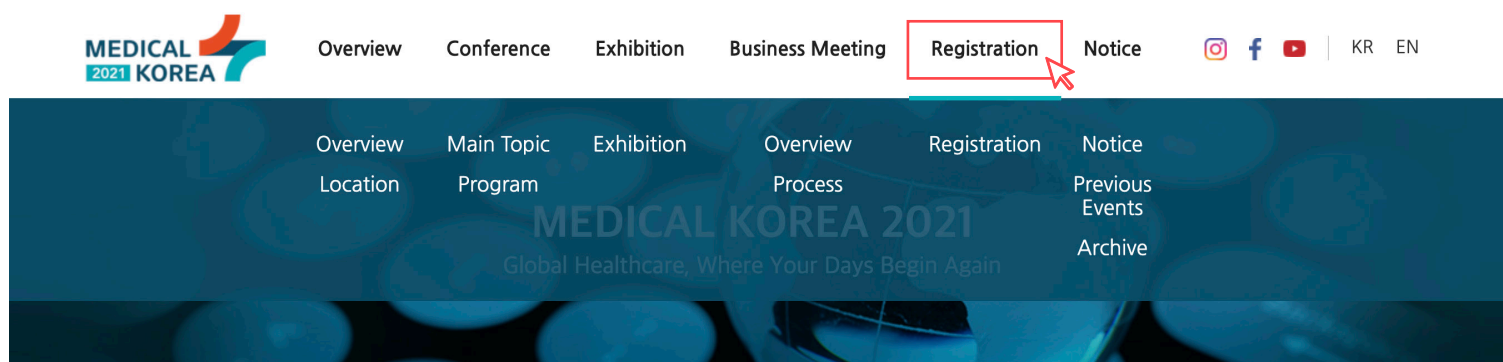 MEDICAL
2021 KOREA
Overview Conference Exhibition Business Meeting Registration Notice KR EN
Overview Main Topic Exhibition Overview Registration Notice
Location Program Process Previous
Events
Archive
MEDICAL KOREA 2021
Global Healthcare, Where Your Days Begin Again